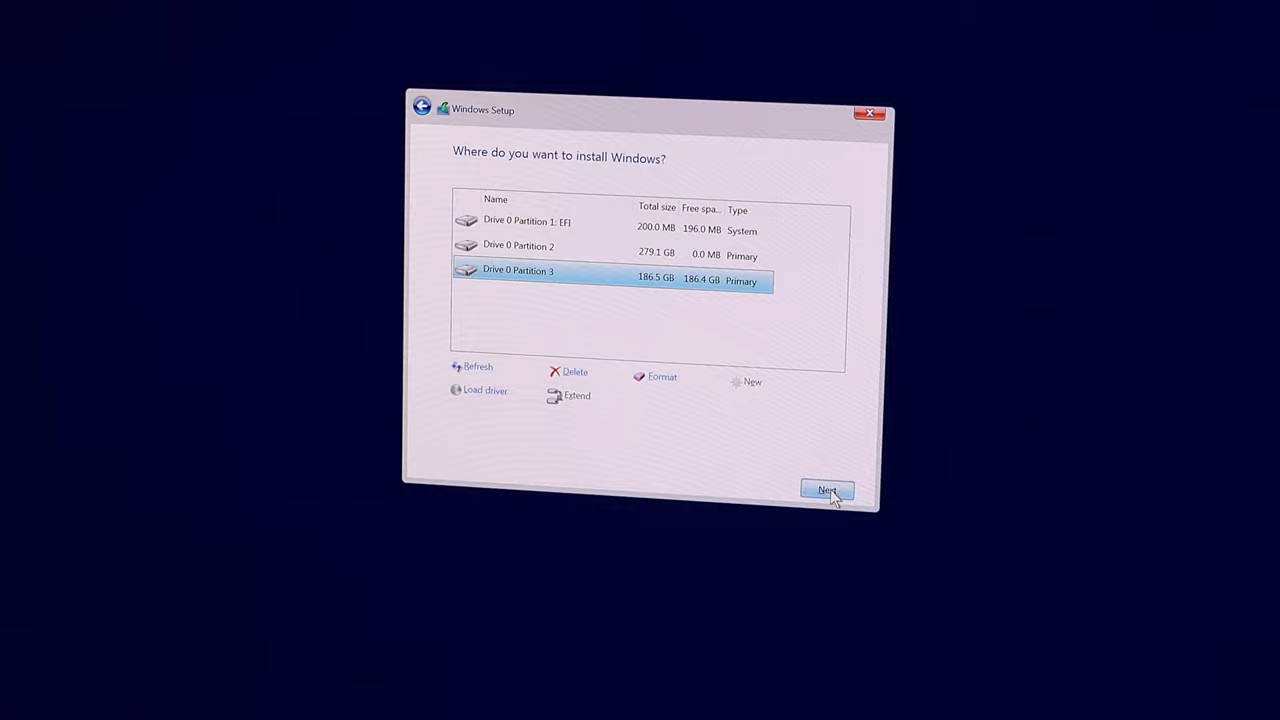 Windows Setup
Where do you want to install Windows?
Name Total size Free spa... Type
Drive 0 Partition 1: EFI 200.0 MB 196.0 MB System
Drive 0 Partition 2 279.1 GB 0.0 MB Primary
Drive 0 Partition 3 186.5 GB 186.4 GB Primary
Refresh Delete Format New
Load driver Extend
Next